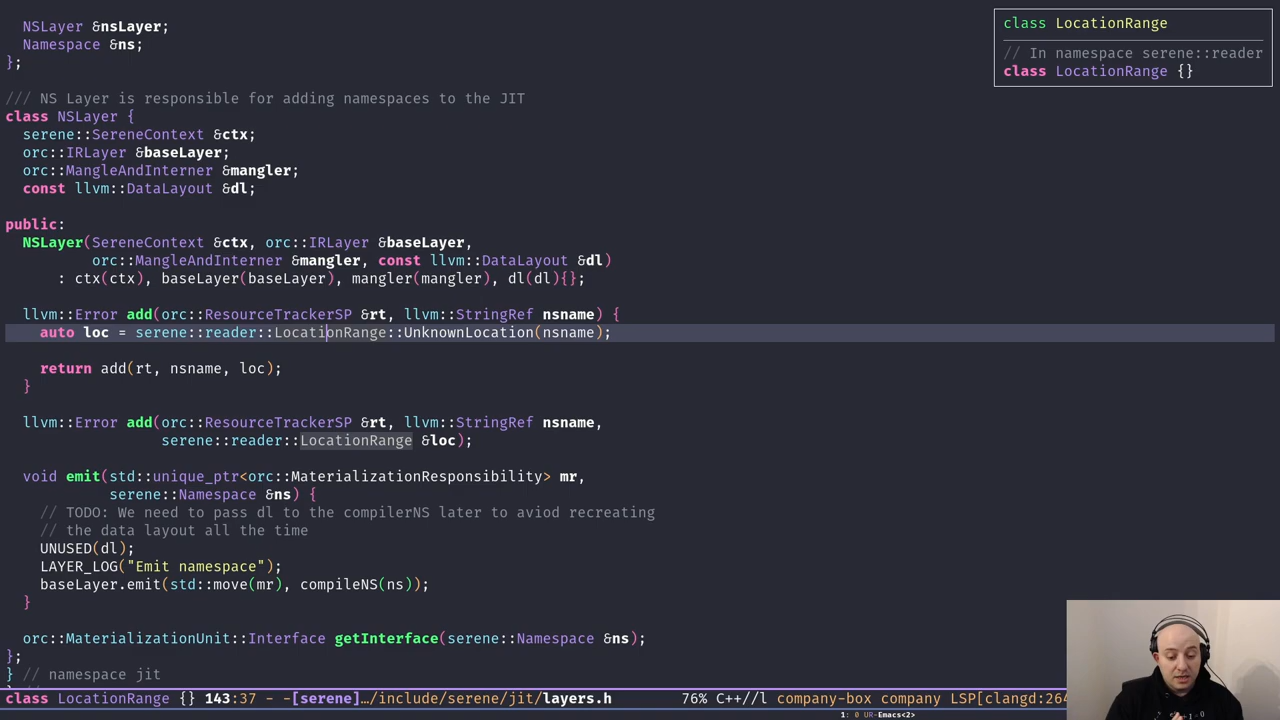 NSLayer &nsLayer;
Namespace &ns;
};
/// NS Layer is responsible for adding namespaces to the JIT
class NSLayer {
serene::SereneContext &ctx;
orc::IRLayer &baseLayer;
orc::MangleAndInterner &mangler;
const llvm::DataLayout &dl;
public:
NSLayer(SereneContext &ctx, orc::IRLayer &baseLayer,
orc::MangleAndInterner &mangler, const llvm::DataLayout &dl)
: ctx(ctx), baseLayer(baseLayer), mangler(mangler), dl(dl){};
llvm::Error add(orc::ResourceTrackerSP &rt, llvm::StringRef nsname) {
auto loc = serene::reader::LocationRange::UnknownLocation(nsname);
return add(rt, nsname, loc);
}
llvm::Error add(orc::ResourceTrackerSP &rt, llvm::StringRef nsname,
serene::reader::LocationRange &loc);
void emit(std::unique_ptr<orc::MaterializationResponsibility> mr,
serene::Namespace &ns) {
// TODO: We need to pass dl to the compilerNS later to aviod recreating
// the data layout all the time
UNUSED(dl);
LAYER_LOG("Emit namespace");
baseLayer.emit(std::move(mr), compileNS(ns));
}
orc::MaterializationUnit::Interface getInterface(serene::Namespace &ns);
};
} // namespace jit
class LocationRange
// In namespace serene::reader
class LocationRange {}
class LocationRange {} 143:37 - -[serene]…/include/serene/jit/layers.h 76% C++//l company-box company LSP[clangd:264
1: 0 UR-Emacs<2>